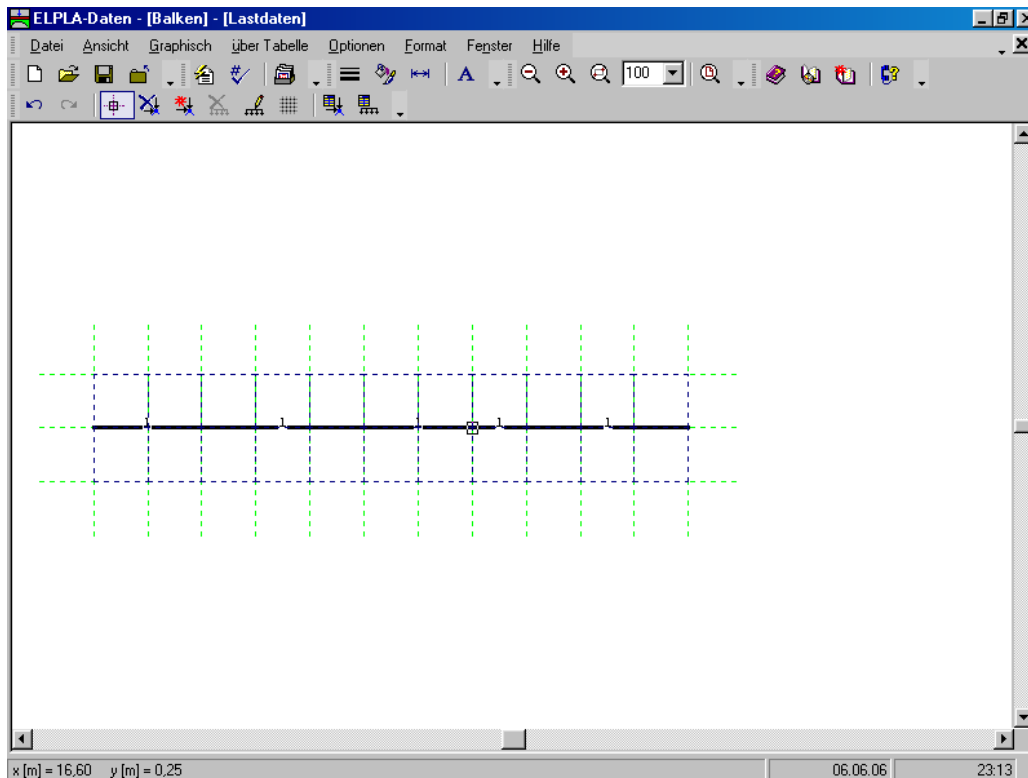 ELPLA-Daten - [Balken] - [Lastdaten]
Datei Ansicht Graphisch über Tabelle Optionen Format Fenster Hilfe
A 100
1 1 1 1 1
x [m] = 16,60 y [m] = 0,25 06.06.06 23:13